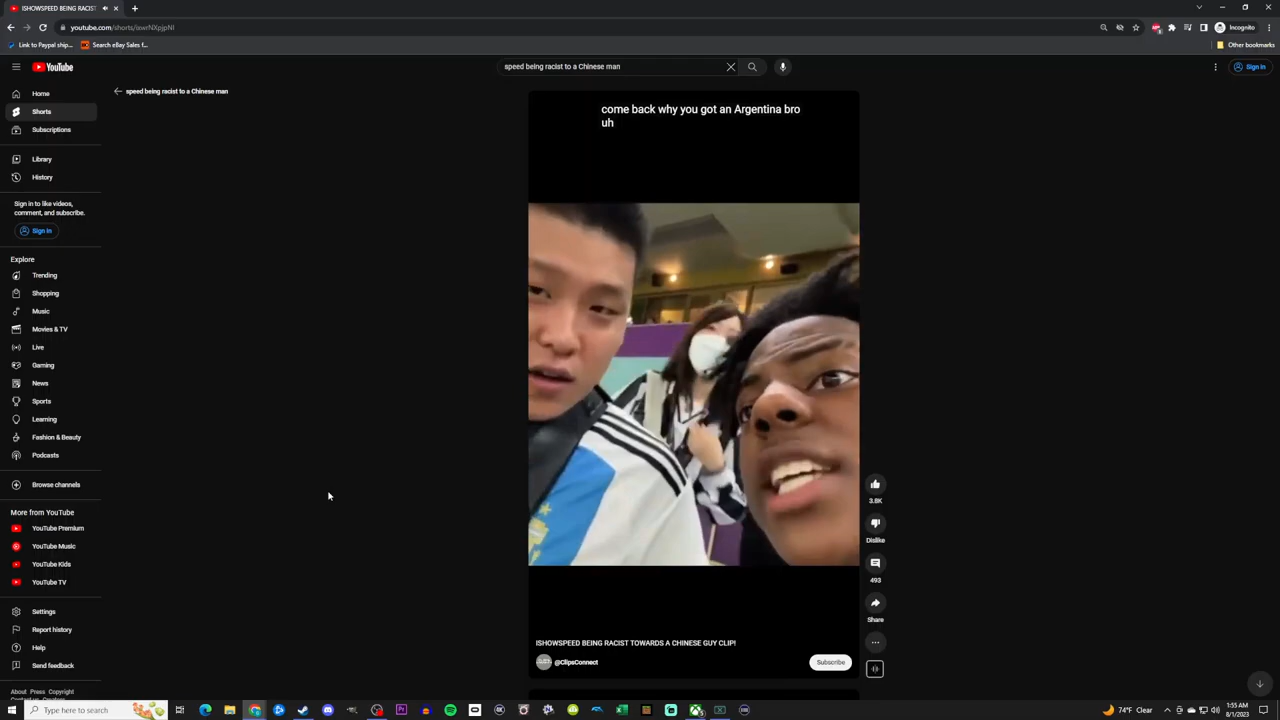 ISHOWSPEED BEING RACIST
youtube.com/shorts/iswrNXpjpNI
Incognito
Link to Paypal ship...
Search eBay Sales f...
Other bookmarks
YouTube
speed being racist to a Chinese man
Sign in
Home
Shorts
Subscriptions
Library
History
Sign in to like videos,
comment, and subscribe.
Sign in
Explore
Trending
Shopping
Music
Movies & TV
Live
Gaming
News
Sports
Learning
Fashion & Beauty
Podcasts
Browse channels
More from YouTube
YouTube Premium
YouTube Music
YouTube Kids
YouTube TV
Settings
Report history
Help
Send feedback
About Press Copyright
speed being racist to a Chinese man
come back why you got an Argentina bro
uh
3.8K
Dislike
493
Share
ISHOWSPEED BEING RACIST TOWARDS A CHINESE GUY CLIP!
@ClipsConnect
Subscribe
Type here to search
74°F Clear
1:55 AM
8/1/2023